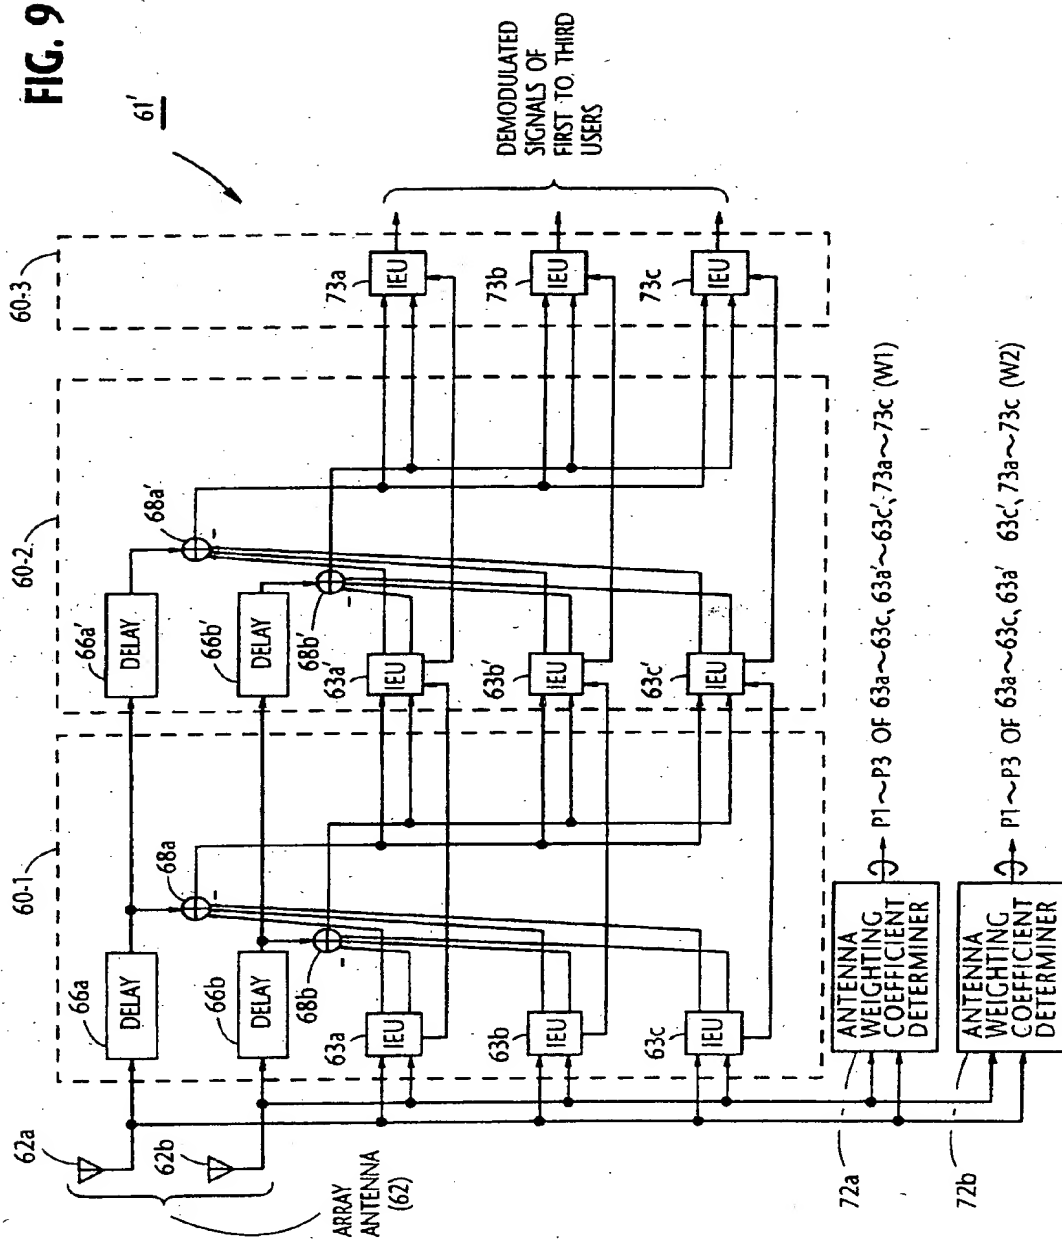 FIG. 9
61'
60-1
60-2
60-3
62a
62b
ARRAY
ANTENNA
(62)
66a
DELAY
66b
DELAY
68a
-
68b
-
63a
IEU
63b
IEU
63c
IEU
66a'
DELAY
66b'
DELAY
68a'
-
68b'
-
63a'
IEU
63b'
IEU
63c'
IEU
73a
IEU
73b
IEU
73c
IEU
DEMODULATED
SIGNALS OF
FIRST TO THIRD
USERS
72a
ANTENNA
WEIGHTING
COEFFICIENT
DETERMINER
P1~P3 OF 63a~63c, 63a'~63c', 73a~73c (W1)
72b
ANTENNA
WEIGHTING
COEFFICIENT
DETERMINER
P1~P3 OF 63a~63c, 63a' 63c', 73a~73c (W2)